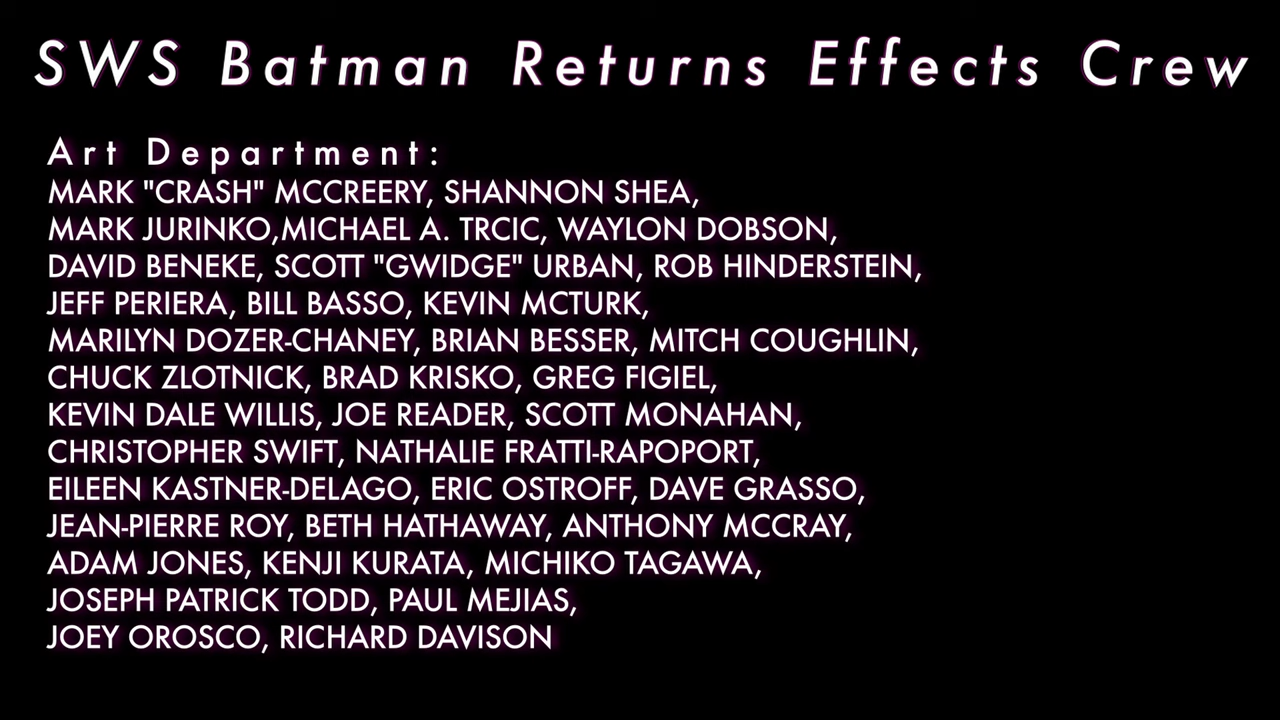 SWS Batman Returns Effects Crew
Art Department:
MARK "CRASH" MCCREERY, SHANNON SHEA,
MARK JURINKO,MICHAEL A. TRCIC, WAYLON DOBSON,
DAVID BENEKE, SCOTT "GWIDGE" URBAN, ROB HINDERSTEIN,
JEFF PERIERA, BILL BASSO, KEVIN MCTURK,
MARILYN DOZER-CHANEY, BRIAN BESSER, MITCH COUGHLIN,
CHUCK ZLOTNICK, BRAD KRISKO, GREG FIGIEL,
KEVIN DALE WILLIS, JOE READER, SCOTT MONAHAN,
CHRISTOPHER SWIFT, NATHALIE FRATTI-RAPOPORT,
EILEEN KASTNER-DELAGO, ERIC OSTROFF, DAVE GRASSO,
JEAN-PIERRE ROY, BETH HATHAWAY, ANTHONY MCCRAY,
ADAM JONES, KENJI KURATA, MICHIKO TAGAWA,
JOSEPH PATRICK TODD, PAUL MEJIAS,
JOEY OROSCO, RICHARD DAVISON